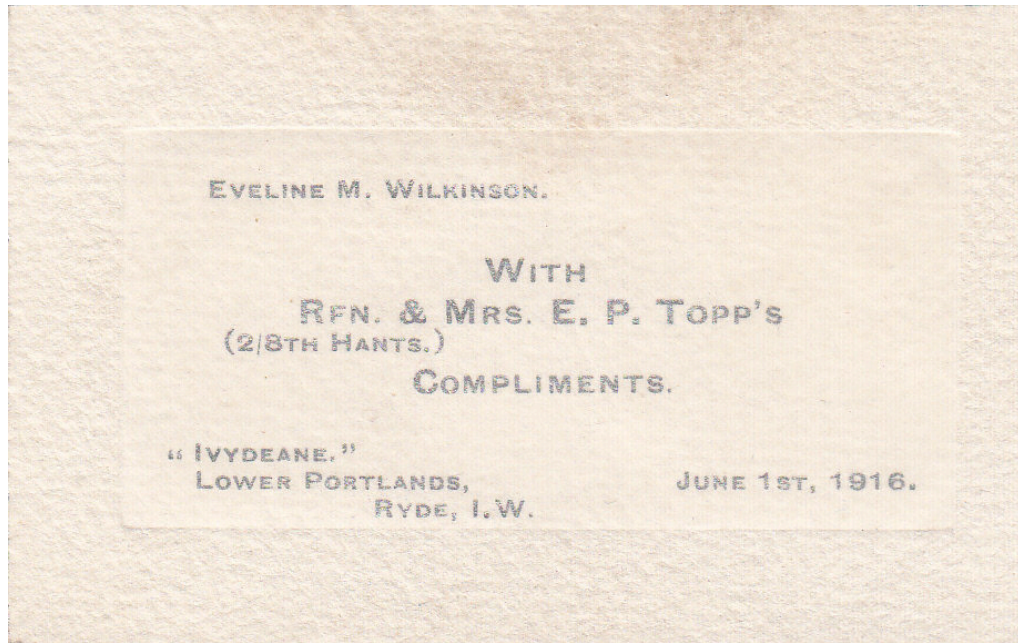 Eveline M. Wilkinson.
With
Rfn. & Mrs. E. P. Topp's
(2/8th Hants.)
Compliments.
“Ivydeane.”
Lower Portlands,
Ryde, I.W.
June 1st, 1916.